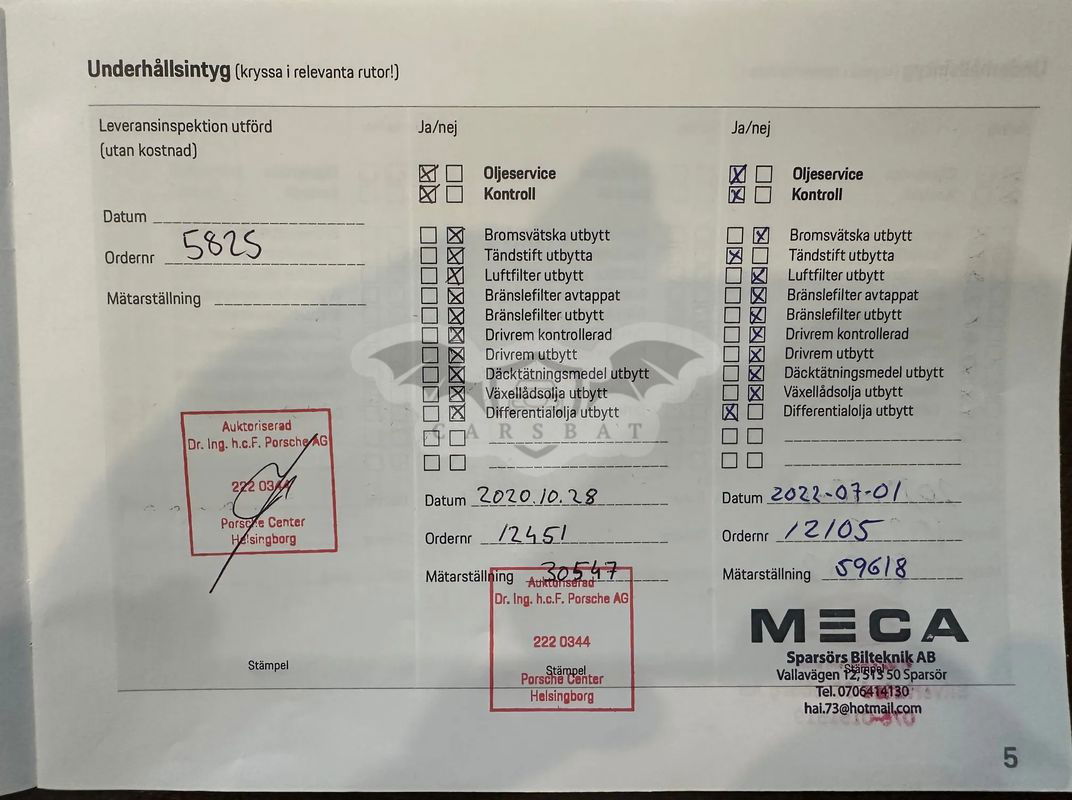 Underhållsintyg (kryssa i relevanta rutor!)
Leveransinspektion utförd
(utan kostnad)
Datum
Ordernr 5825
Mätarställning
Auktoriserad
Dr. Ing. h.c.F. Porsche AG
222 0344
Porsche Center
Helsingborg
Stämpel
Ja/nej
Oljeservice
Kontroll
Bromsvätska utbytt
Tändstift utbytta
Luftfilter utbytt
Bränslefilter avtappat
Bränslefilter utbytt
Drivrem kontrollerad
Drivrem utbytt
Däcktätningsmedel utbytt
Växellådsolja utbytt
Differentialolja utbytt
Datum 2020.10.28
Ordernr 12451
Mätarställning 30547
Auktoriserad
Dr. Ing. h.c.F. Porsche AG
222 0344
Stämpel
Porsche Center
Helsingborg
Ja/nej
Oljeservice
Kontroll
Bromsvätska utbytt
Tändstift utbytta
Luftfilter utbytt
Bränslefilter avtappat
Bränslefilter utbytt
Drivrem kontrollerad
Drivrem utbytt
Däcktätningsmedel utbytt
Växellådsolja utbytt
Differentialolja utbytt
Datum 2022-07-01
Ordernr 12105
Mätarställning 59618
MECA
Sparsörs Bilteknik AB
Stämpel
Vallavägen 12, 513 50 Sparsör
Tel. 0706414130
hai.73@hotmail.com
CARSBAT
5